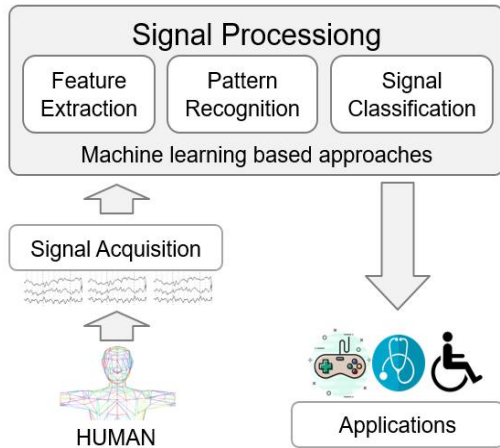 Signal Processiong
Feature
Extraction
Pattern
Recognition
Signal
Classification
Machine learning based approaches
Signal Acquisition
HUMAN
Applications